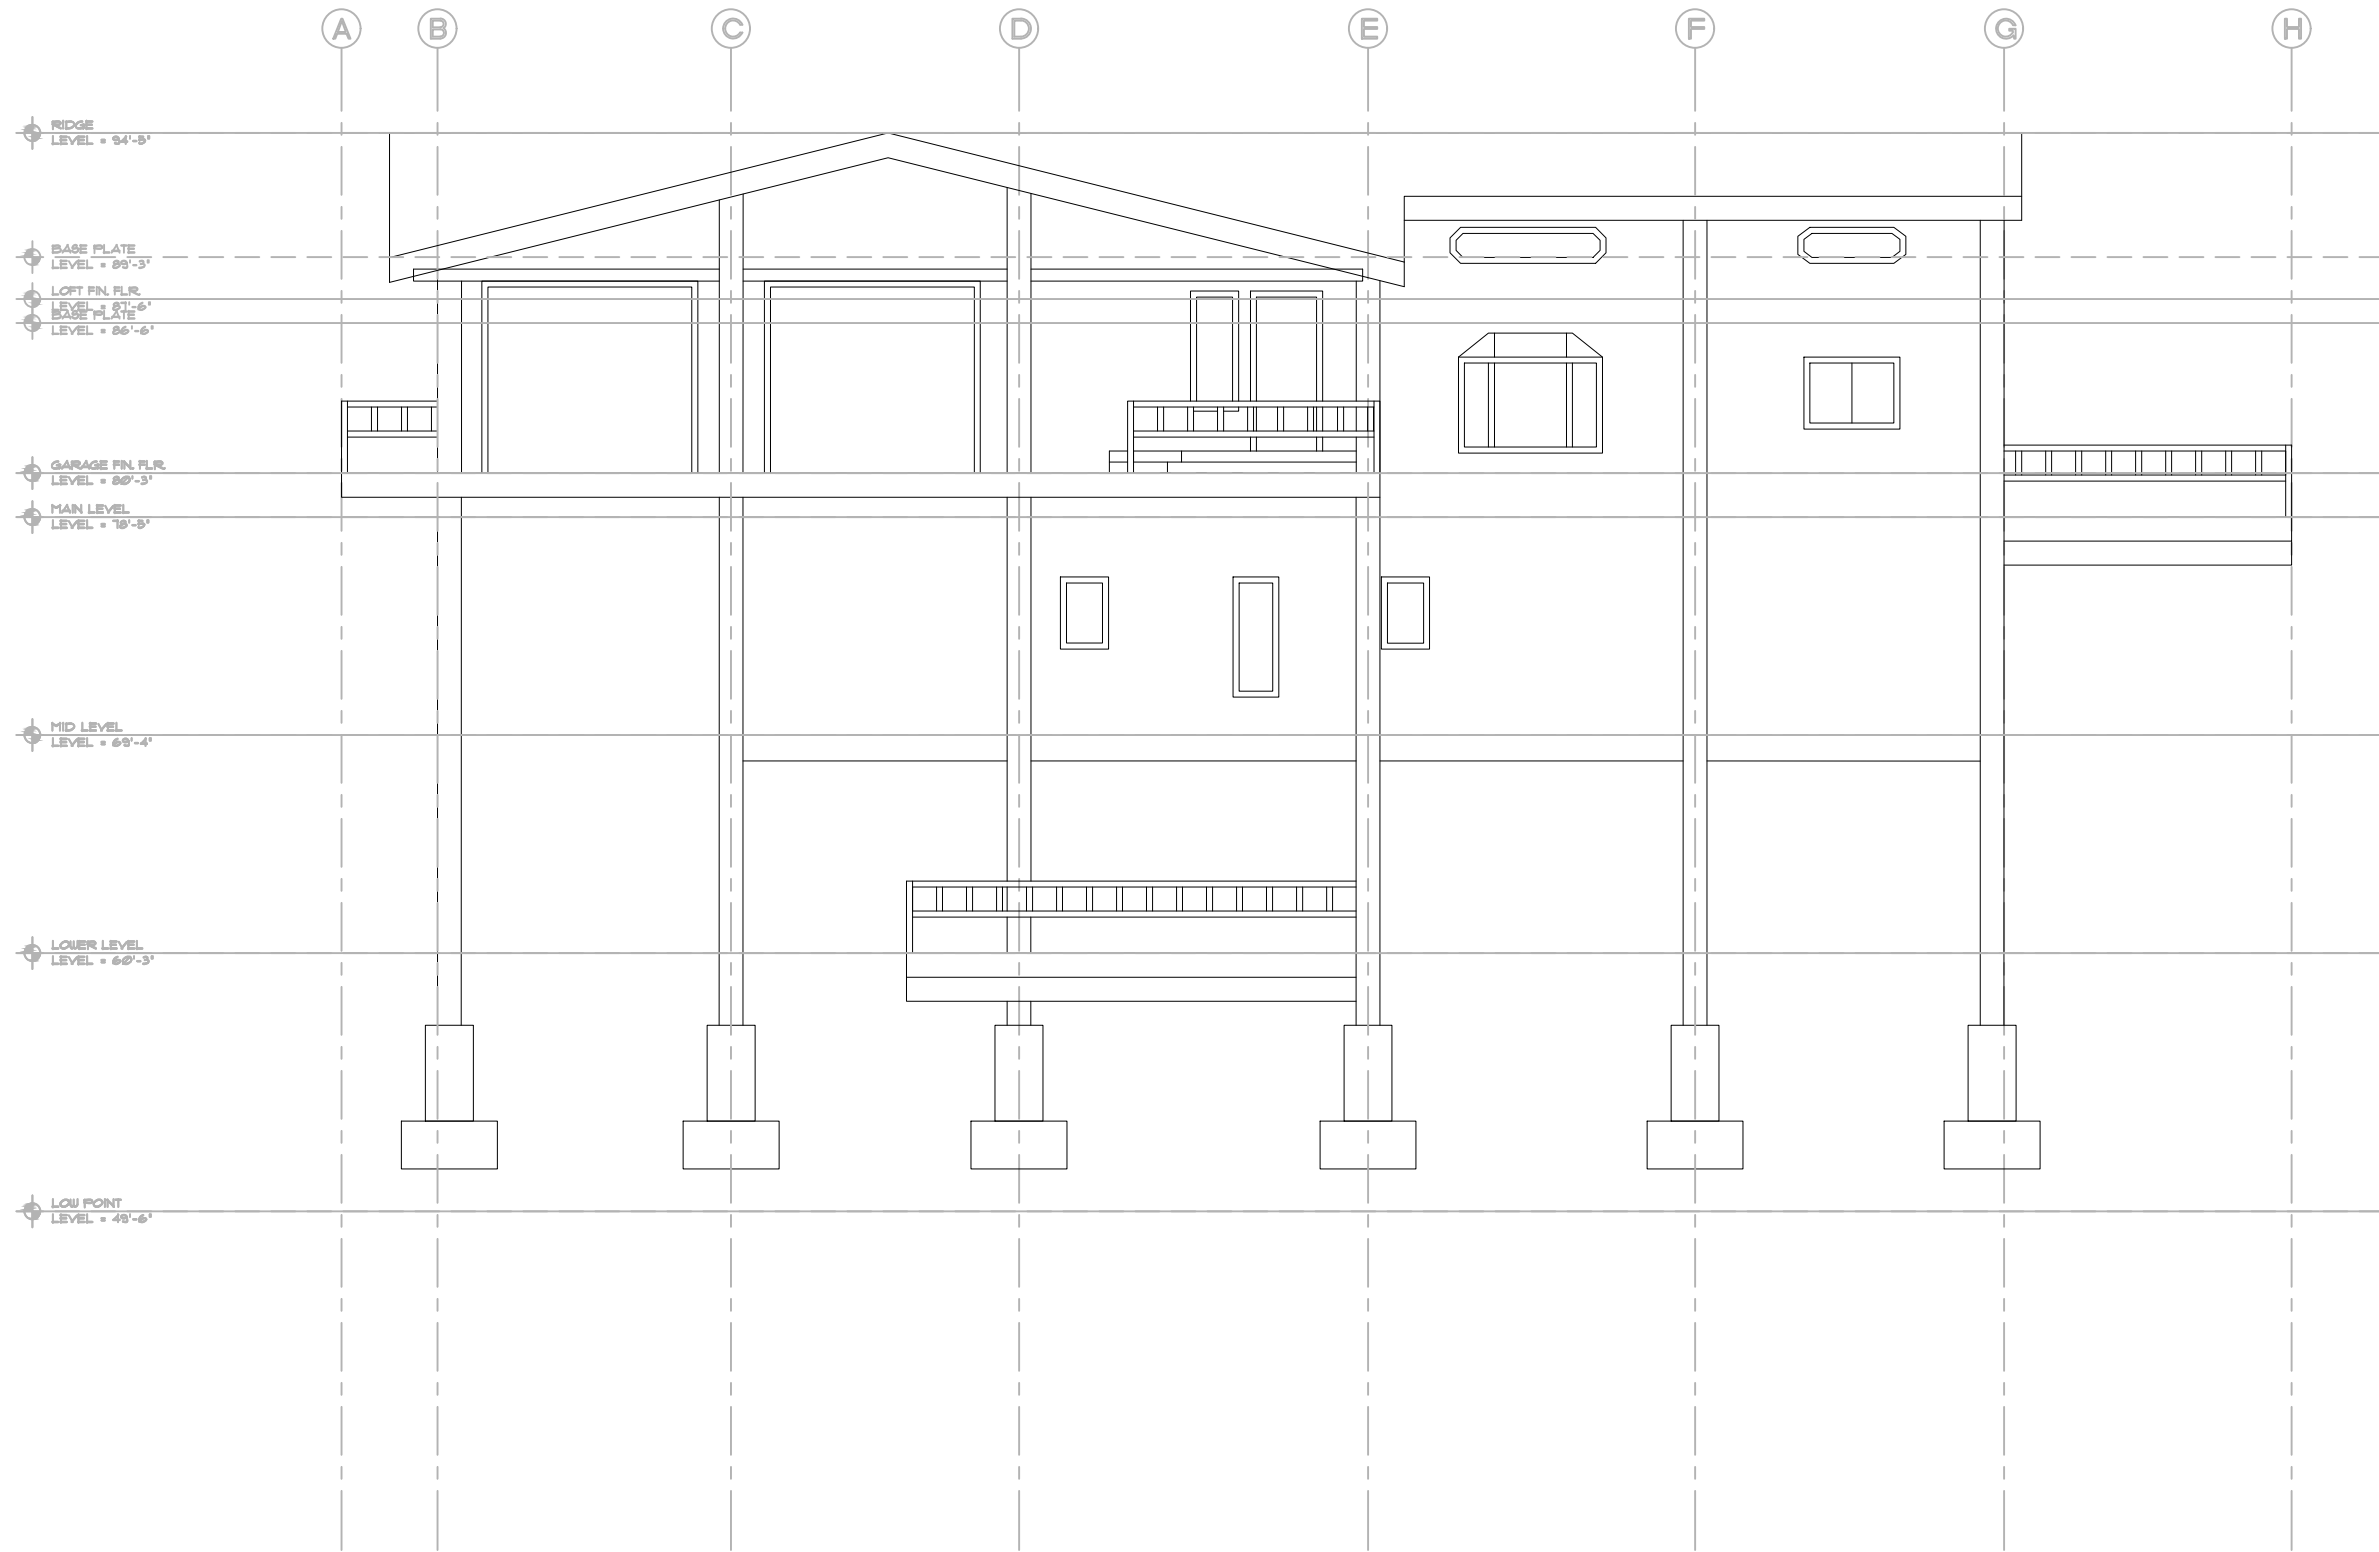 A B C D E F G H
RIDGE
LEVEL = 94'-5"
BASE PLATE
LEVEL = 89'-3"
LOFT FIN. FLR.
LEVEL = 87'-6"
BASE PLATE
LEVEL = 86'-6"
GARAGE FIN. FLR.
LEVEL = 80'-3"
MAIN LEVEL
LEVEL = 78'-5"
MID LEVEL
LEVEL = 69'-4"
LOWER LEVEL
LEVEL = 60'-3"
LOW POINT
LEVEL = 49'-6"